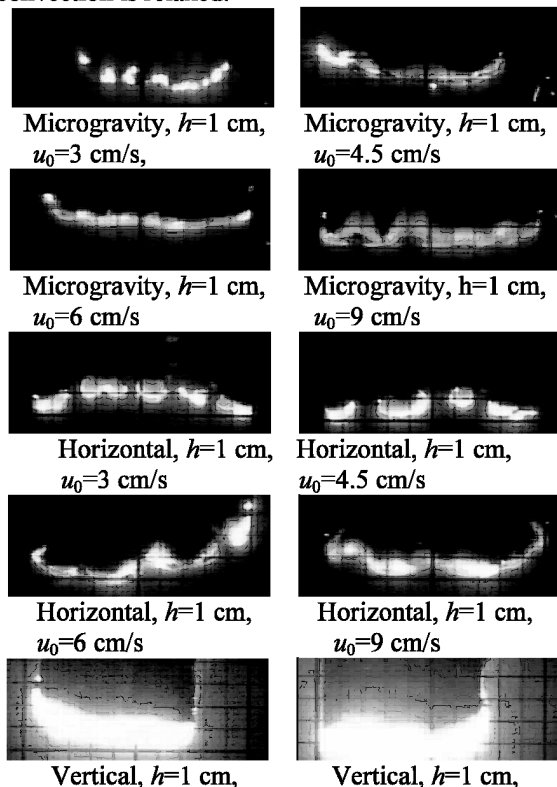 Microgravity, h=1 cm,
u0=3 cm/s,
Microgravity, h=1 cm,
u0=4.5 cm/s
Microgravity, h=1 cm,
u0=6 cm/s
Microgravity, h=1 cm,
u0=9 cm/s
Horizontal, h=1 cm,
u0=3 cm/s
Horizontal, h=1 cm,
u0=4.5 cm/s
Horizontal, h=1 cm,
u0=6 cm/s
Horizontal, h=1 cm,
u0=9 cm/s
Vertical, h=1 cm,
Vertical, h=1 cm,